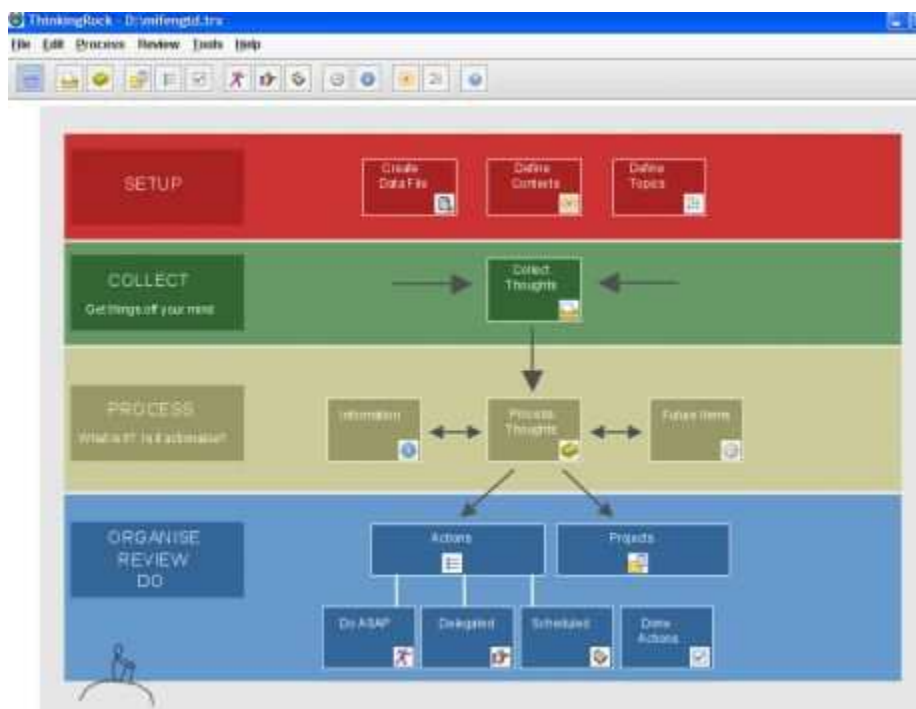 ThinkingRock - D:\mifengtd.trx
File Edit Process Review Tools Help
SETUP
Create
Data File
Define
Contexts
Define
Topics
COLLECT
Get things off your mind
Collect
Thoughts
PROCESS
What is it? Is it actionable?
Information
Process
Thoughts
Future Items
ORGANISE
REVIEW
DO
Actions
Projects
Do ASAP
Delegated
Scheduled
Done
Actions